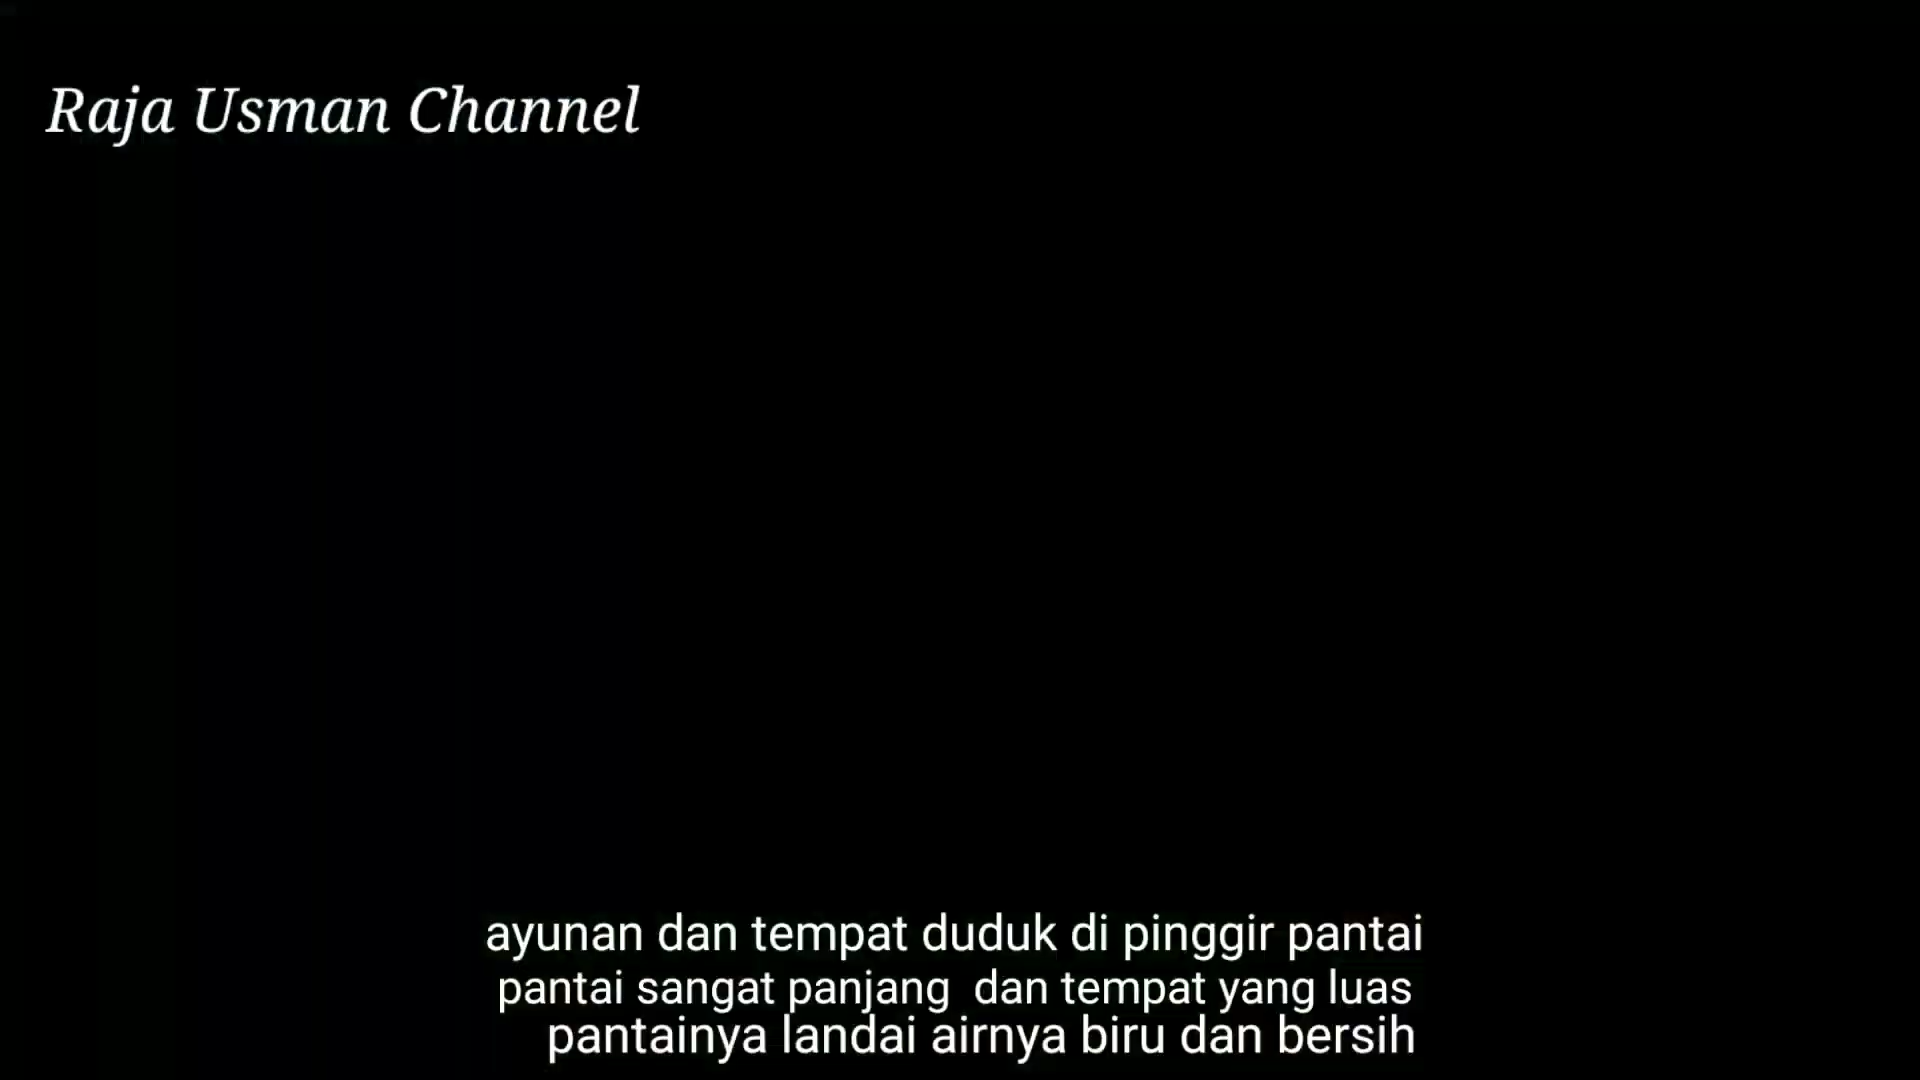 Raja Usman Channel
ayunan dan tempat duduk di pinggir pantai
pantai sangat panjang  dan tempat yang luas
pantainya landai airnya biru dan bersih